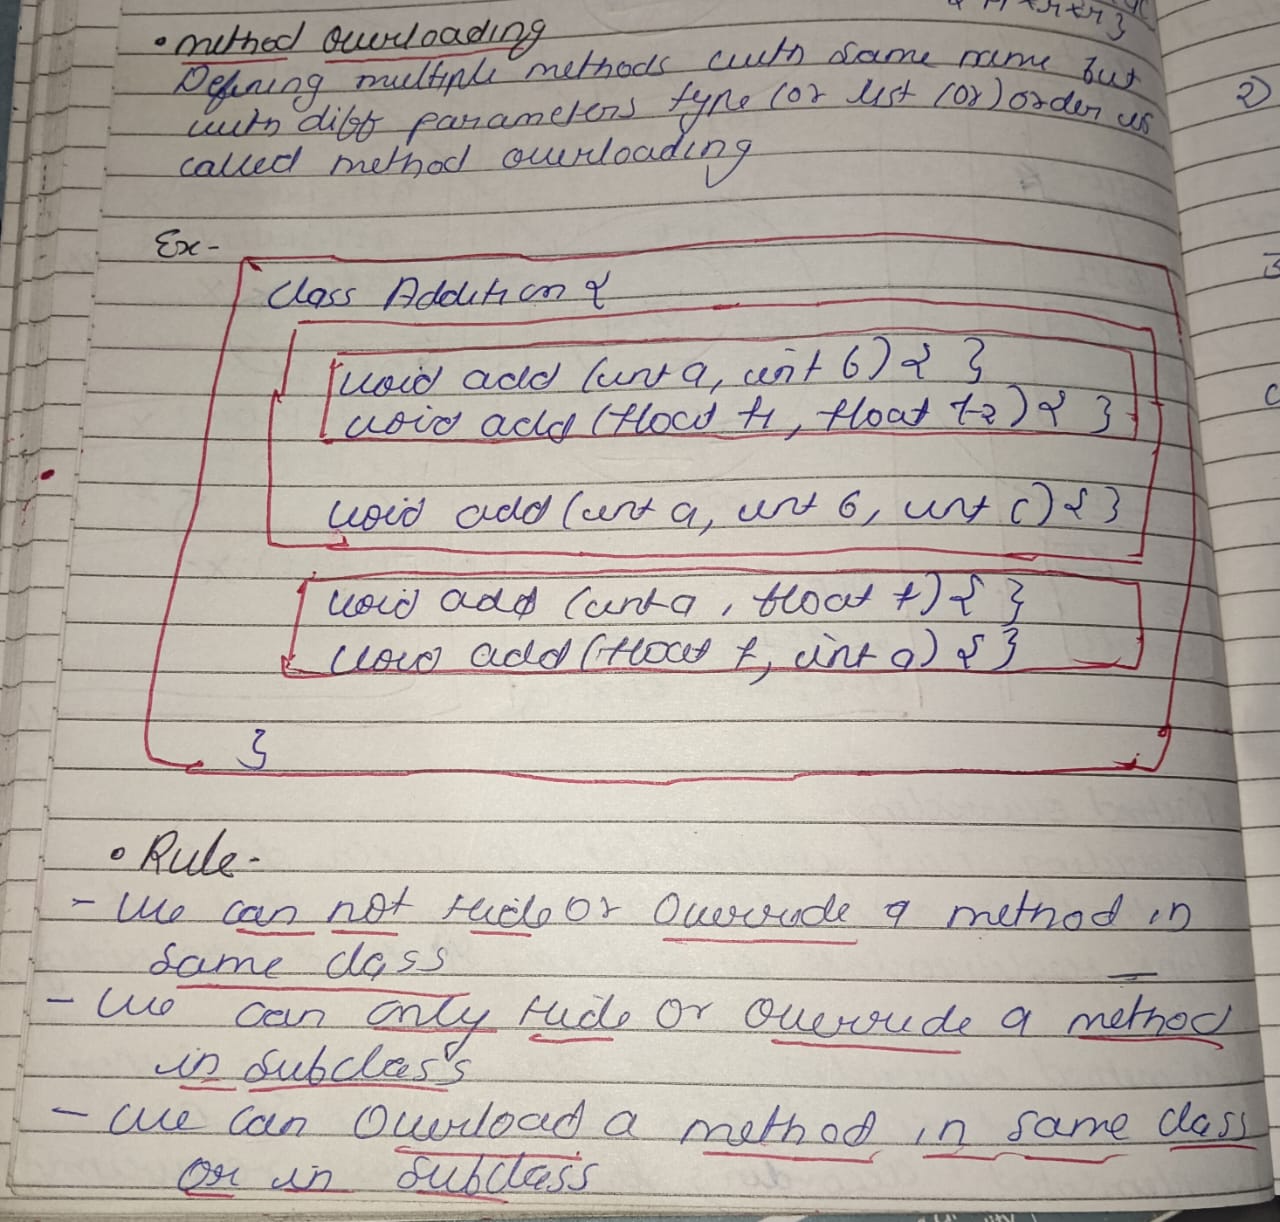 • method overloading
Defining multiple methods with same name but
with diff parameters type (or list (or) order is
called method overloading
2)
Ex-
class Addition {
void add (int a, int b) { }
void add (float f1, float f2) { }
void add (int a, int b, int c) { }
void add (int a, float f) { }
void add (float f, int a) { }
}
• Rule-
- we can not hide or override a method in
same class
- we can only hide or override a method
in subclass
- we can overload a method in same class
or in subclass